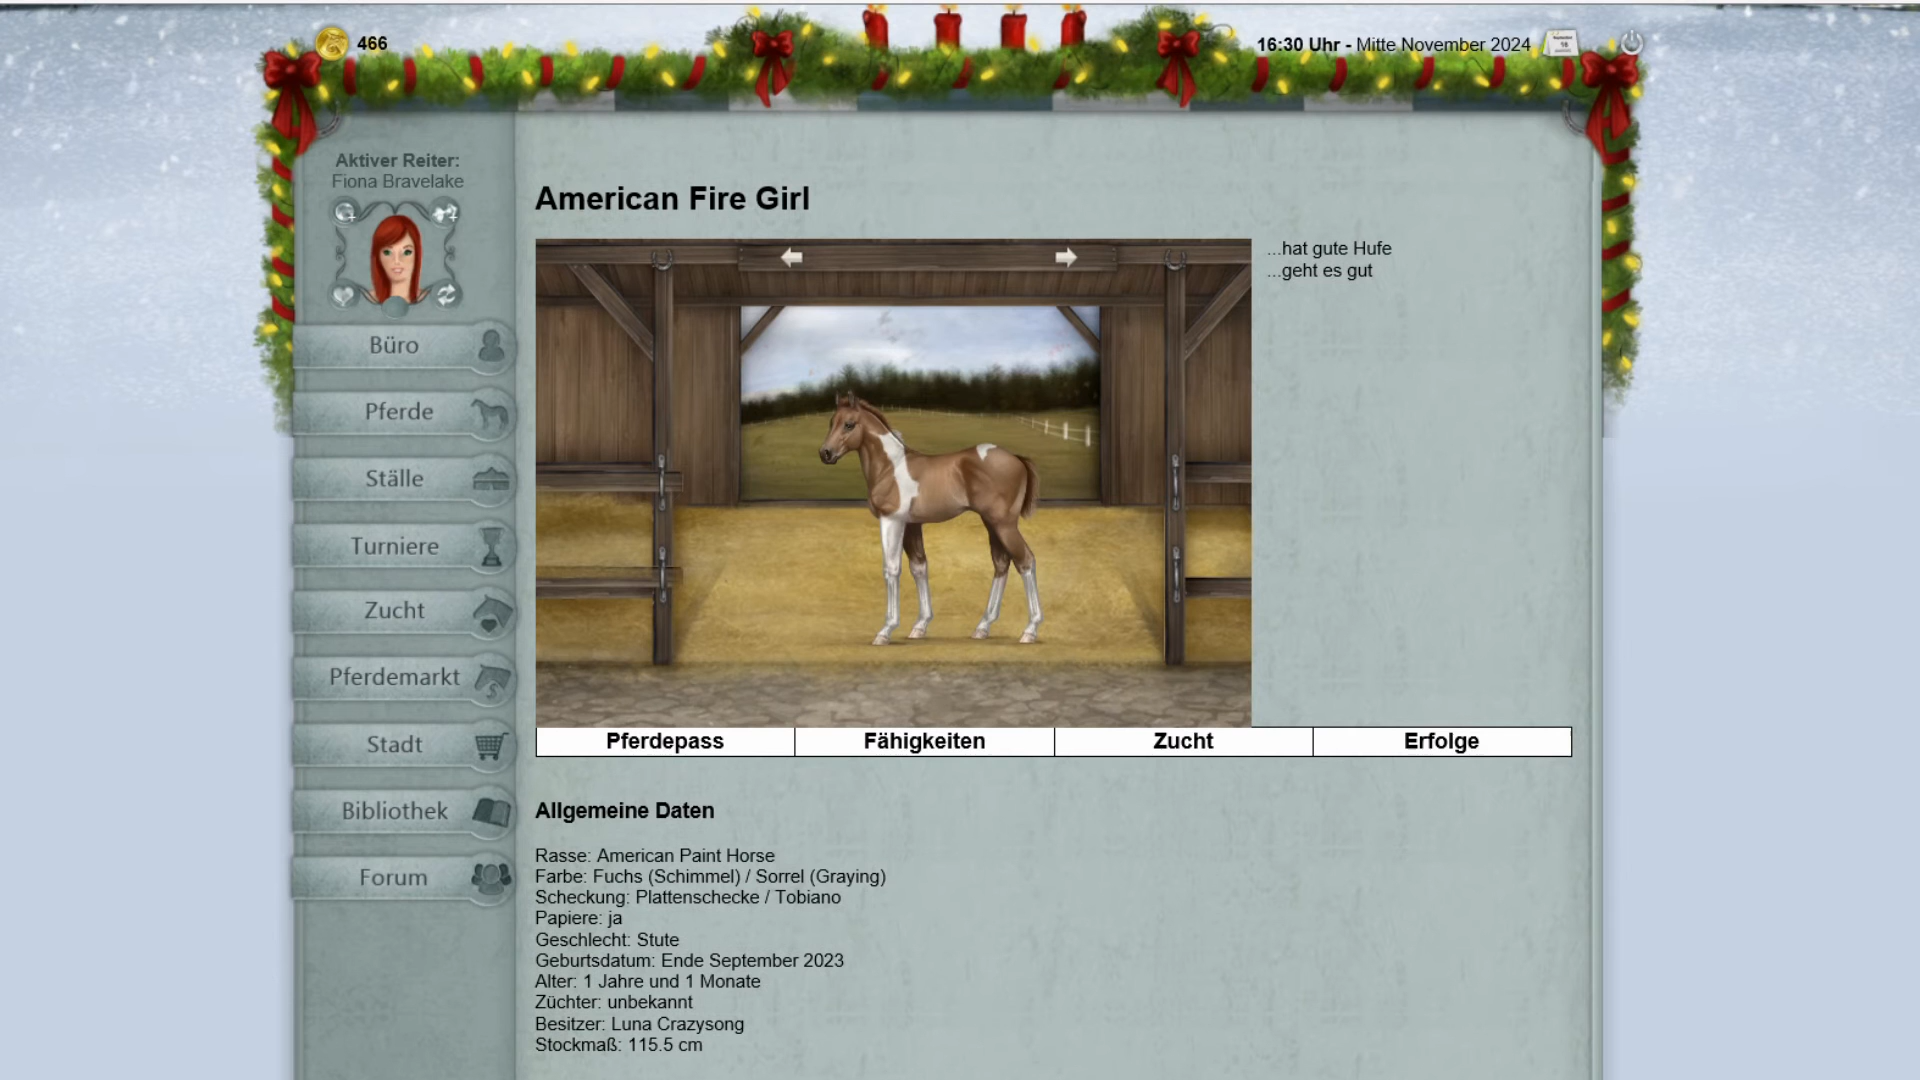 466
16:30 Uhr - Mitte November 2024
Aktiver Reiter:
Fiona Bravelake
Büro
Pferde
Ställe
Turniere
Zucht
Pferdemarkt
Stadt
Bibliothek
Forum
American Fire Girl
...hat gute Hufe
...geht es gut
Pferdepass
Fähigkeiten
Zucht
Erfolge
Allgemeine Daten
Rasse: American Paint Horse
Farbe: Fuchs (Schimmel) / Sorrel (Graying)
Scheckung: Plattenschecke / Tobiano
Papiere: ja
Geschlecht: Stute
Geburtsdatum: Ende September 2023
Alter: 1 Jahre und 1 Monate
Züchter: unbekannt
Besitzer: Luna Crazysong
Stockmaß: 115.5 cm